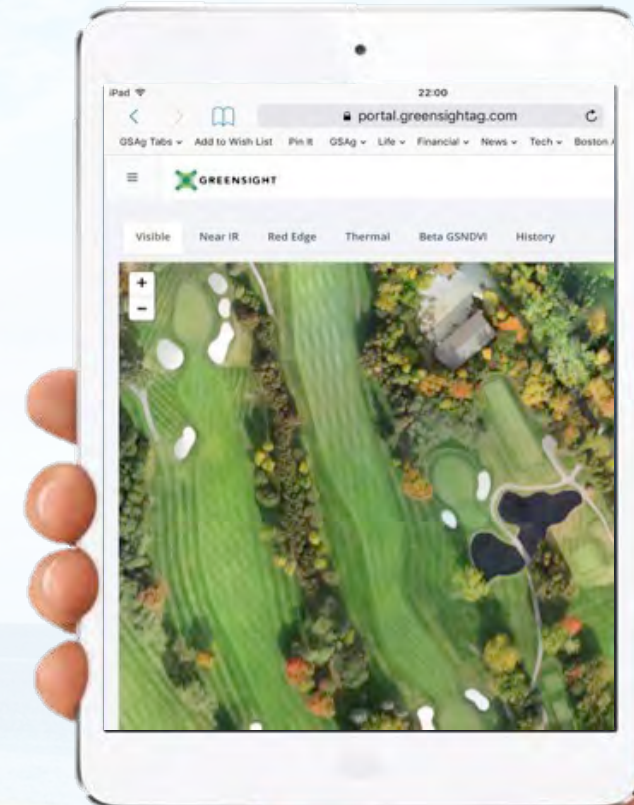 iPad 22:00
portal.greensightag.com
GSAg Tabs Add to Wish List Pin It GSAg Life Financial News Tech Boston
GREENSIGHT
Visible Near IR Red Edge Thermal Beta GSNDVI History
+
−